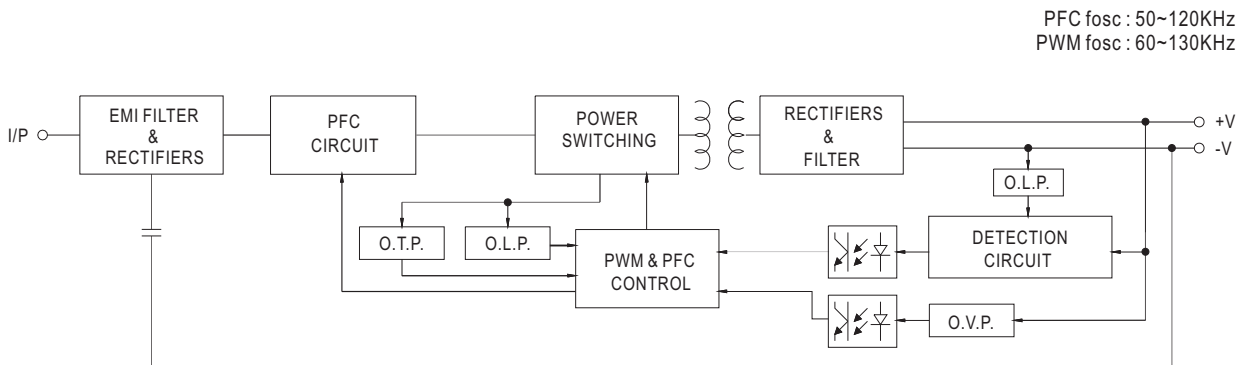 PFC fosc : 50~120KHz
PWM fosc : 60~130KHz
I/P
EMI FILTER
&
RECTIFIERS
PFC
CIRCUIT
POWER
SWITCHING
RECTIFIERS
&
FILTER
+V
-V
O.L.P.
O.T.P.
O.L.P.
PWM & PFC
CONTROL
DETECTION
CIRCUIT
O.V.P.